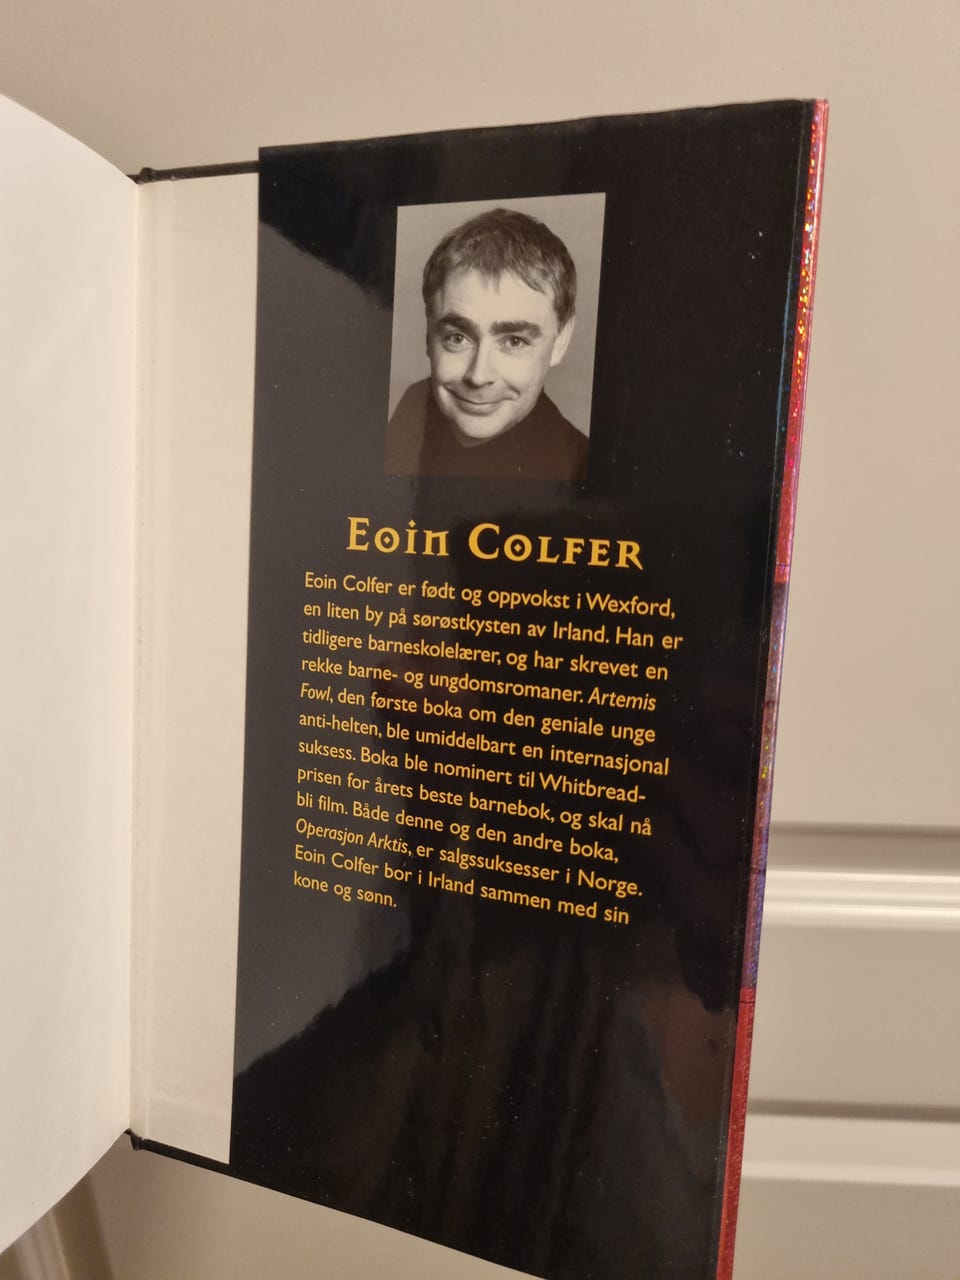 Eoin Colfer
Eoin Colfer er født og oppvokst i Wexford,
en liten by på sørøstkysten av Irland. Han er
tidligere barneskolelærer, og har skrevet en
rekke barne- og ungdomsromaner. Artemis
Fowl, den første boka om den geniale unge
anti-helten, ble umiddelbart en internasjonal
suksess. Boka ble nominert til Whitbread-
prisen for årets beste barnebok, og skal nå
bli film. Både denne og den andre boka,
Operasjon Arktis, er salgssuksesser i Norge.
Eoin Colfer bor i Irland sammen med sin
kone og sønn.